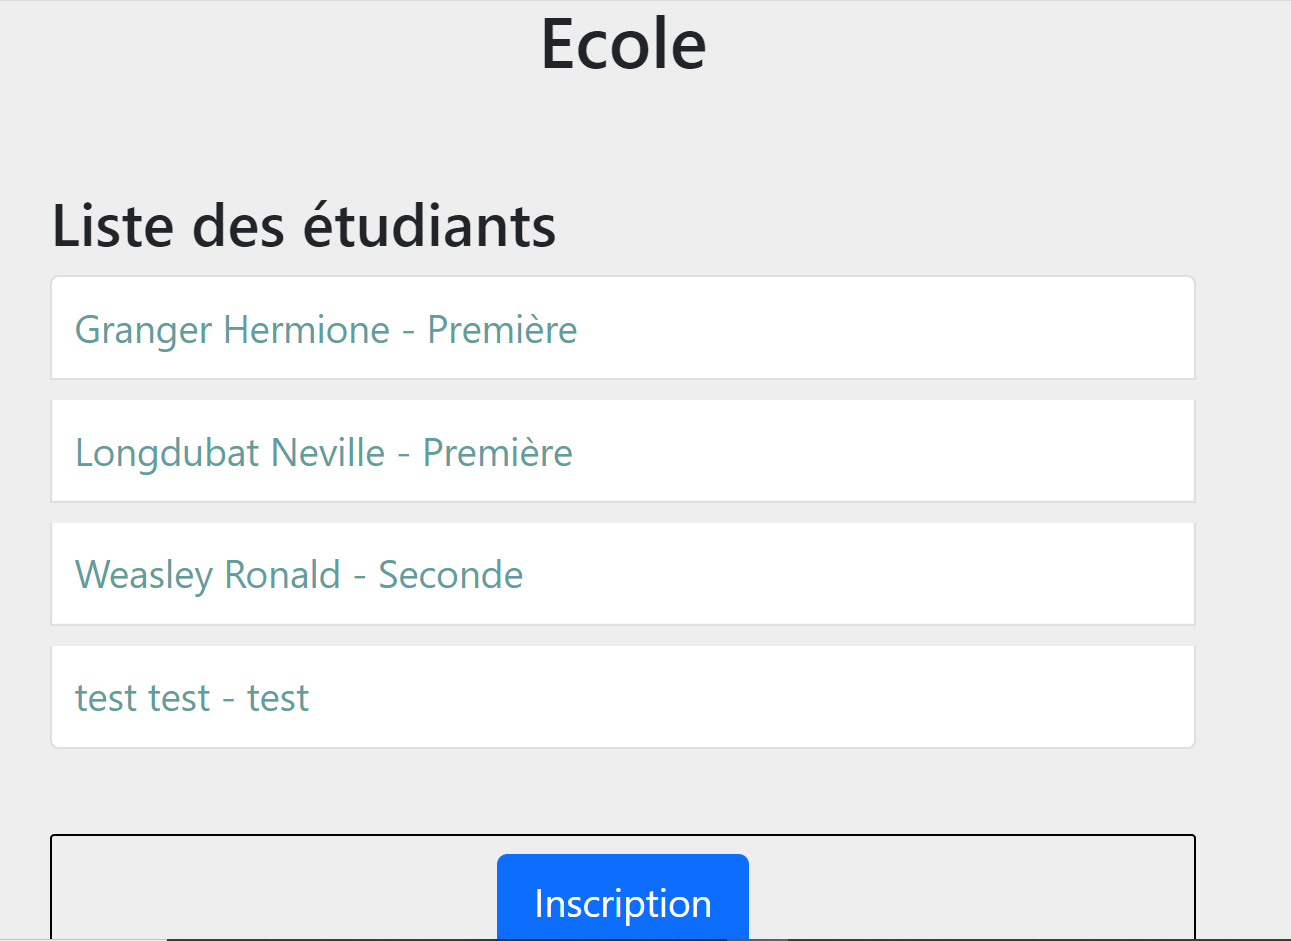 Ecole
Liste des étudiants
Granger Hermione - Première
Longdubat Neville - Première
Weasley Ronald - Seconde
test test - test
Inscription